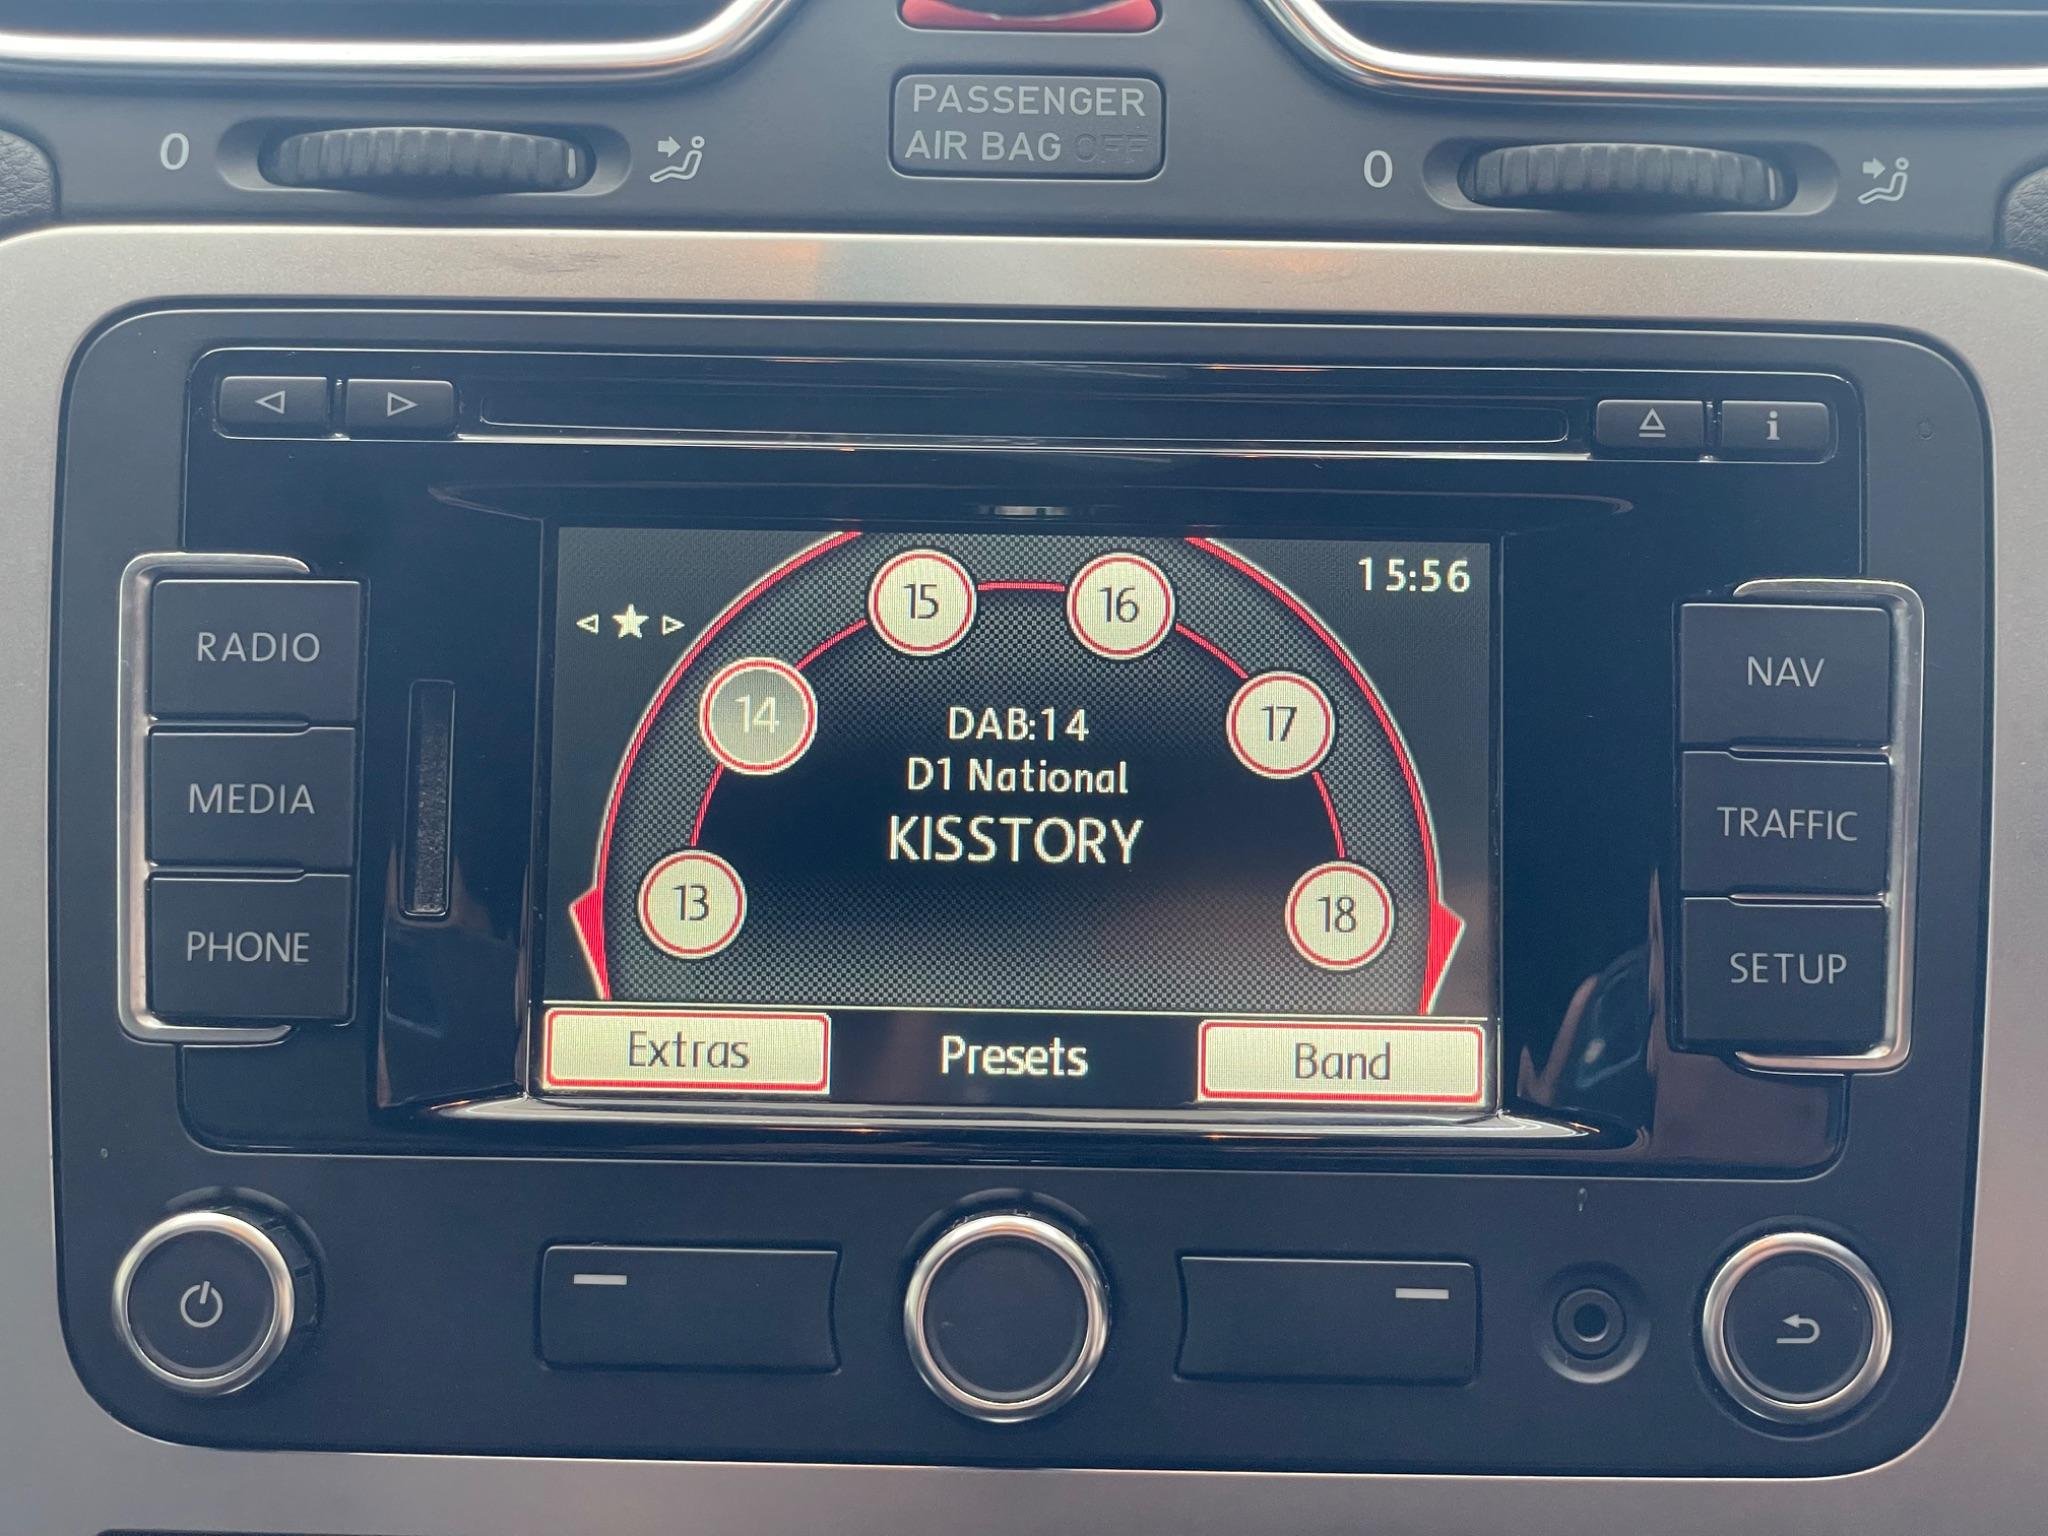 PASSENGER
AIR BAG OFF
0
0
i
15:56
15
16
14
17
13
18
DAB:14
D1 National
KISSTORY
RADIO
MEDIA
PHONE
NAV
TRAFFIC
SETUP
Extras
Presets
Band